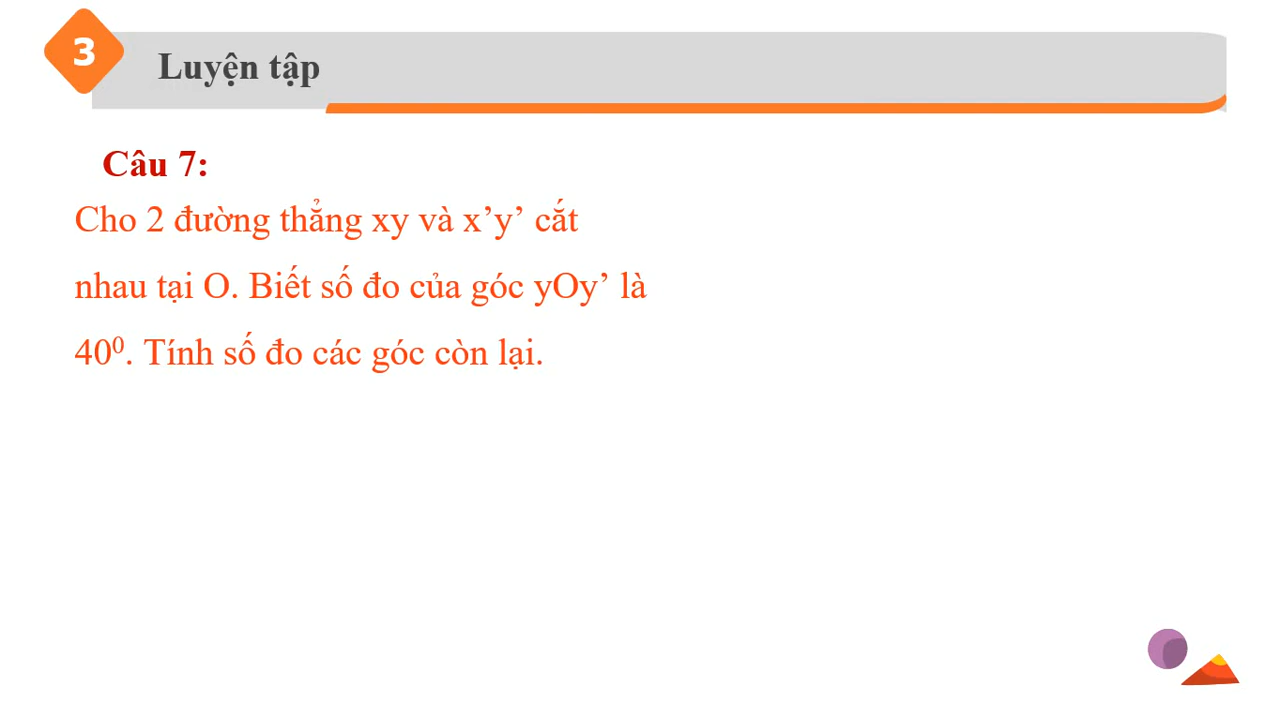 3
Luyện tập
Câu 7:
Cho 2 đường thẳng xy và x’y’ cắt
nhau tại O. Biết số đo của góc yOy’ là
40⁰. Tính số đo các góc còn lại.